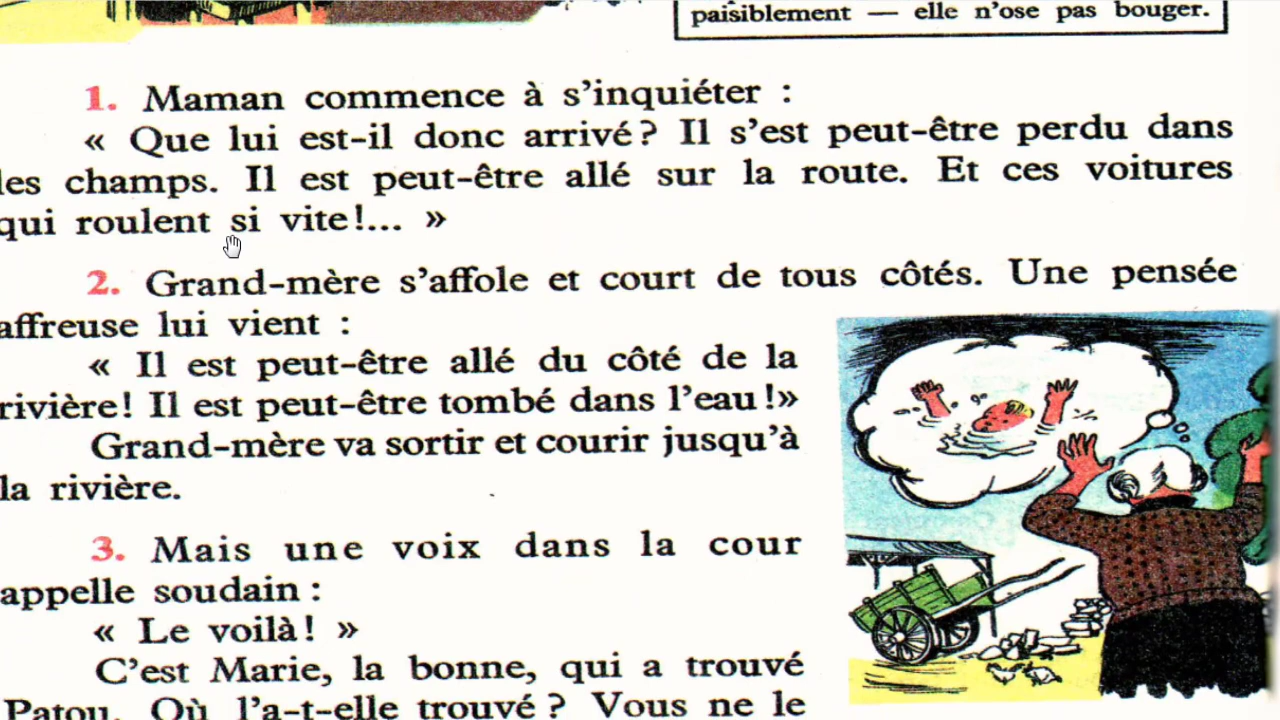 paisiblement — elle n'ose pas bouger.
1. Maman commence à s'inquiéter :
« Que lui est-il donc arrivé ? Il s'est peut-être perdu dans
les champs. Il est peut-être allé sur la route. Et ces voitures
qui roulent si vite !... »
2. Grand-mère s'affole et court de tous côtés. Une pensée
affreuse lui vient :
« Il est peut-être allé du côté de la
rivière ! Il est peut-être tombé dans l'eau !»
Grand-mère va sortir et courir jusqu'à
la rivière.
3. Mais une voix dans la cour
appelle soudain :
« Le voilà ! »
C'est Marie, la bonne, qui a trouvé
Patou. Où l'a-t-elle trouvé ? Vous ne le